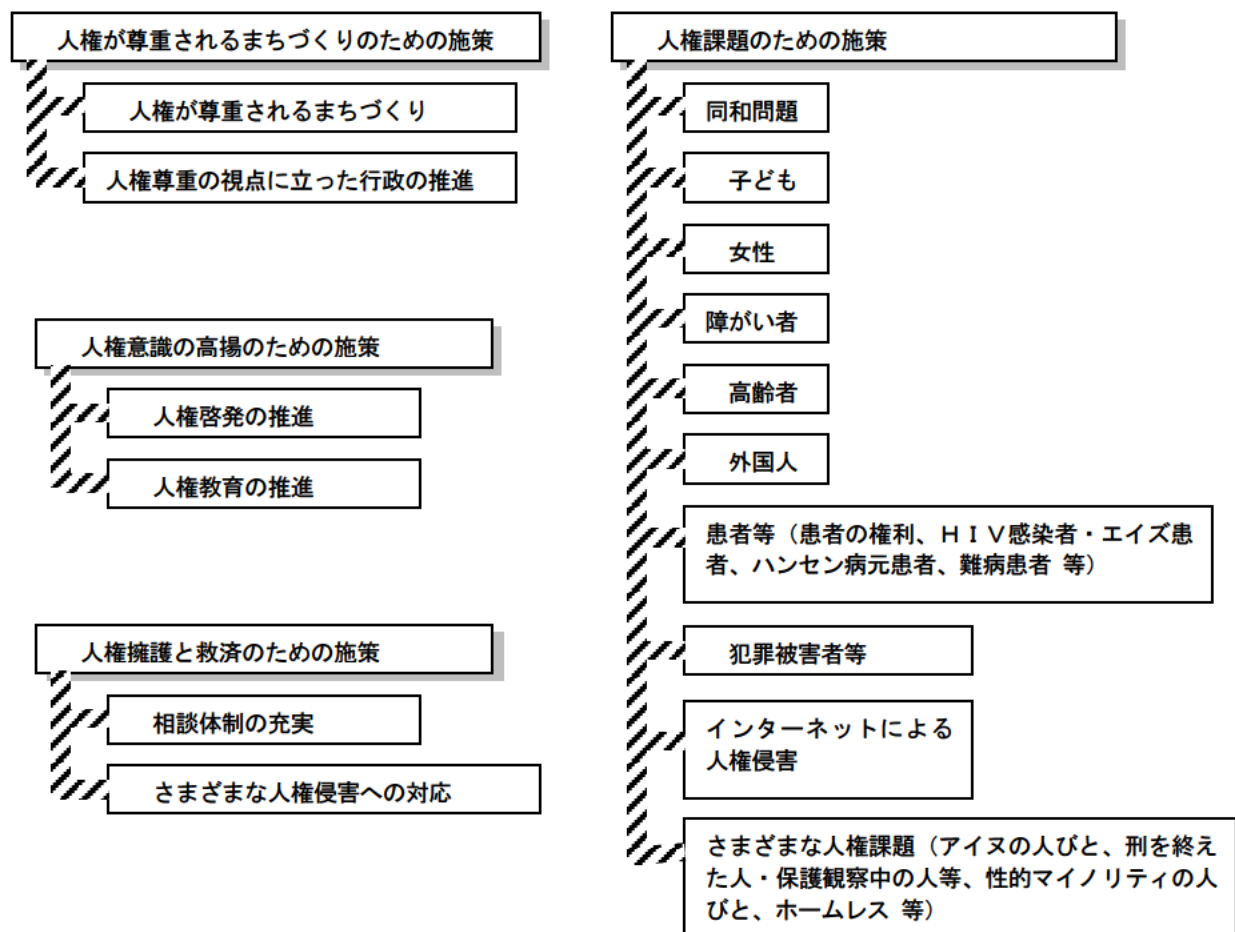 人権が尊重されるまちづくりのための施策
人権が尊重されるまちづくり
人権尊重の視点に立った行政の推進
人権意識の高揚のための施策
人権啓発の推進
人権教育の推進
人権擁護と救済のための施策
相談体制の充実
さまざまな人権侵害への対応
人権課題のための施策
同和問題
子ども
女性
障がい者
高齢者
外国人
患者等（患者の権利、ＨＩＶ感染者・エイズ患
者、ハンセン病元患者、難病患者 等）
犯罪被害者等
インターネットによる
人権侵害
さまざまな人権課題（アイヌの人びと、刑を終え
た人・保護観察中の人等、性的マイノリティの人
びと、ホームレス 等）